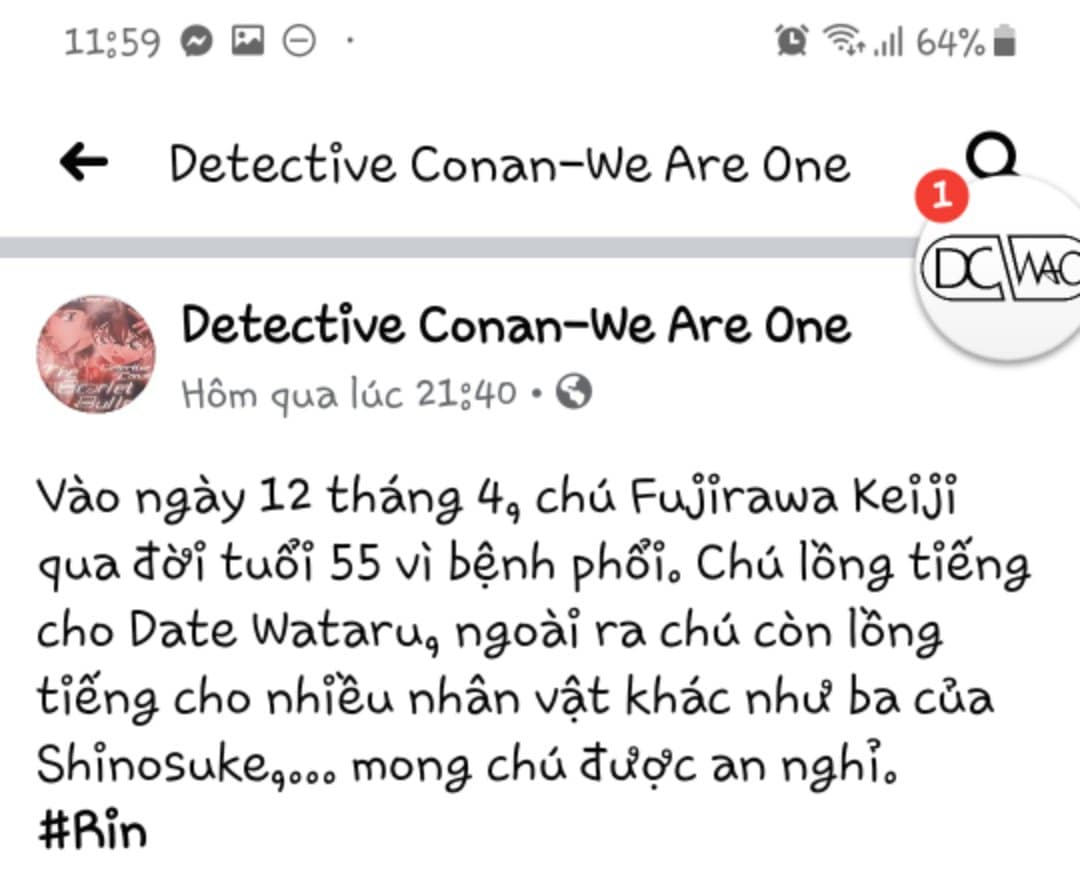 11:59
64%
Detective Conan-We Are One
1
DC WAO
Detective Conan-We Are One
Hôm qua lúc 21:40
Vào ngày 12 tháng 4, chú Fujirawa Keiji
qua đời tuổi 55 vì bệnh phổi. Chú lồng tiếng
cho Date Wataru, ngoài ra chú còn lồng
tiếng cho nhiều nhân vật khác như ba của
Shinosuke,... mong chú được an nghỉ.
#Rin